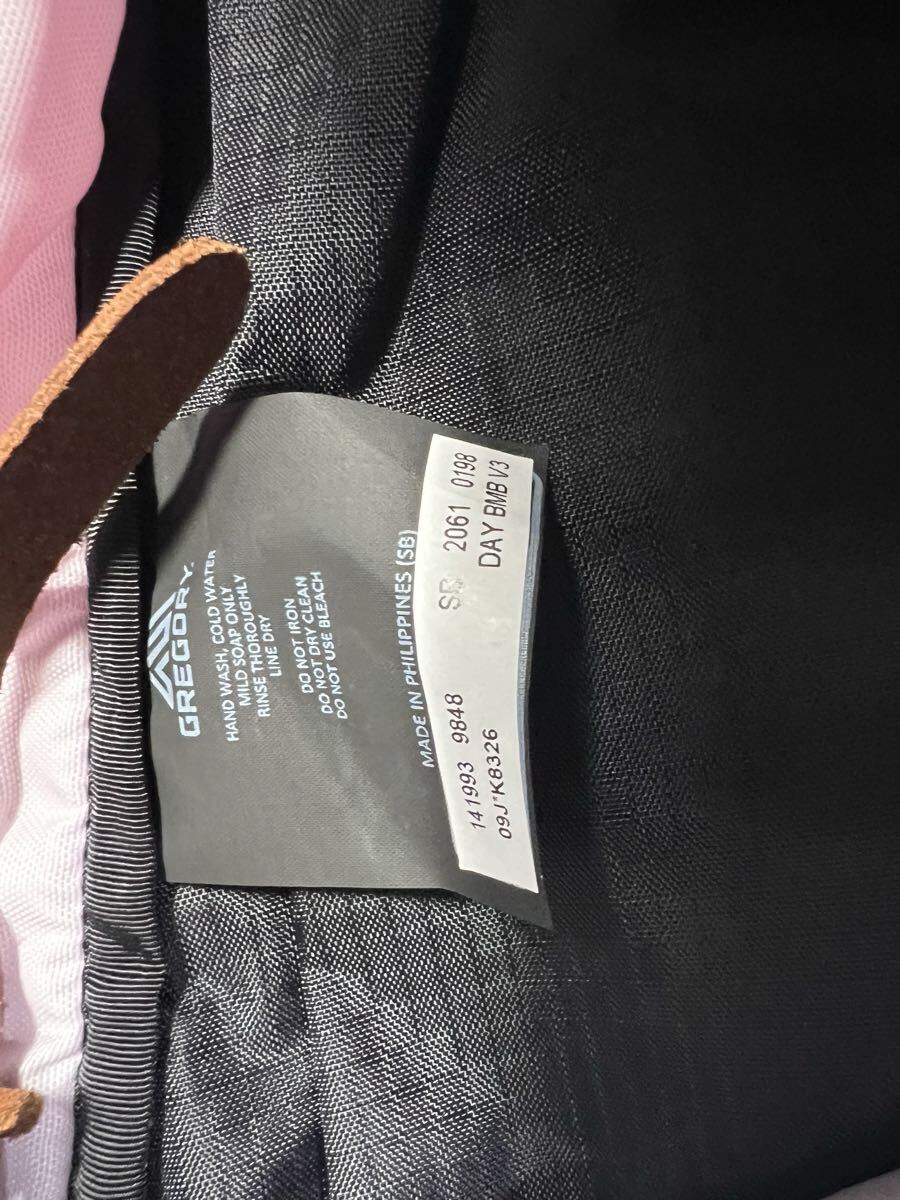 GREGORY
HAND WASH, COLD WATER
MILD SOAP ONLY
RINSE THOROUGHLY
LINE DRY
DO NOT IRON
DO NOT DRY CLEAN
DO NOT USE BLEACH
MADE IN PHILIPPINES (SB)
141993 9848 SB 2061 0198
09J*K8326 DAY BMB V3